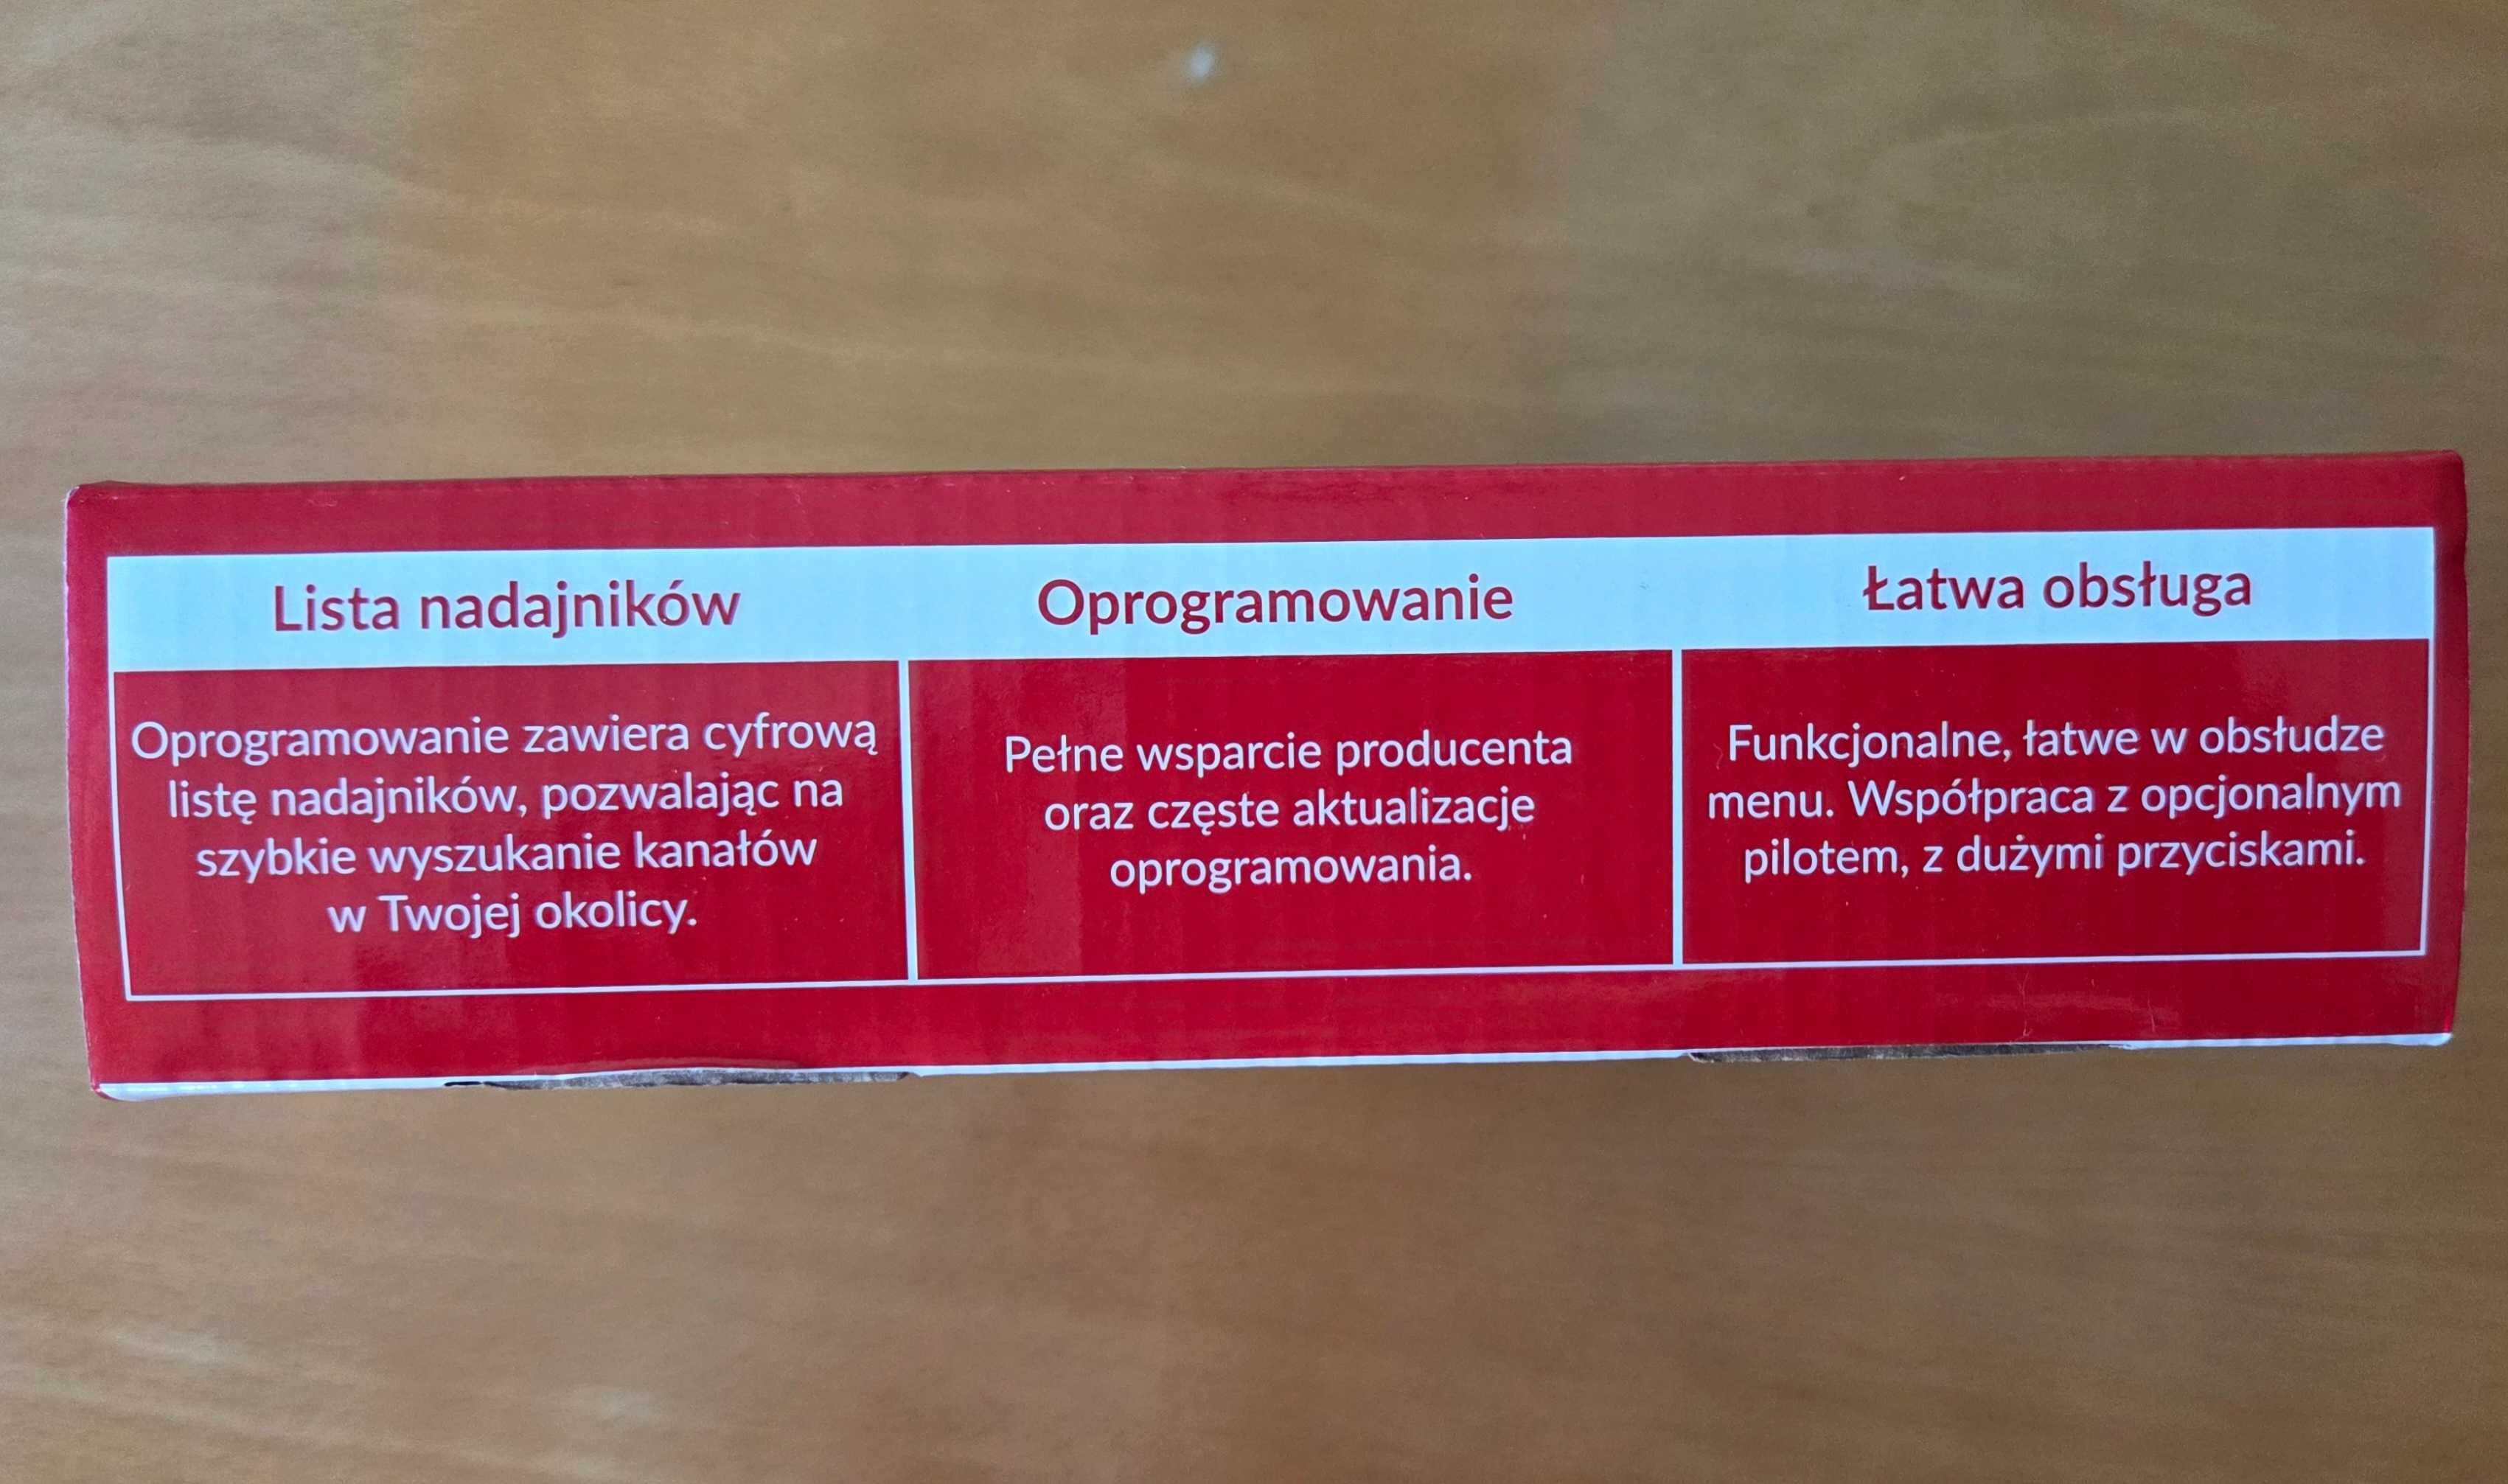 Lista nadajników
Oprogramowanie zawiera cyfrową
listę nadajników, pozwalając na
szybkie wyszukanie kanałów
w Twojej okolicy.
Oprogramowanie
Pełne wsparcie producenta
oraz częste aktualizacje
oprogramowania.
Łatwa obsługa
Funkcjonalne, łatwe w obsłudze
menu. Współpraca z opcjonalnym
pilotem, z dużymi przyciskami.